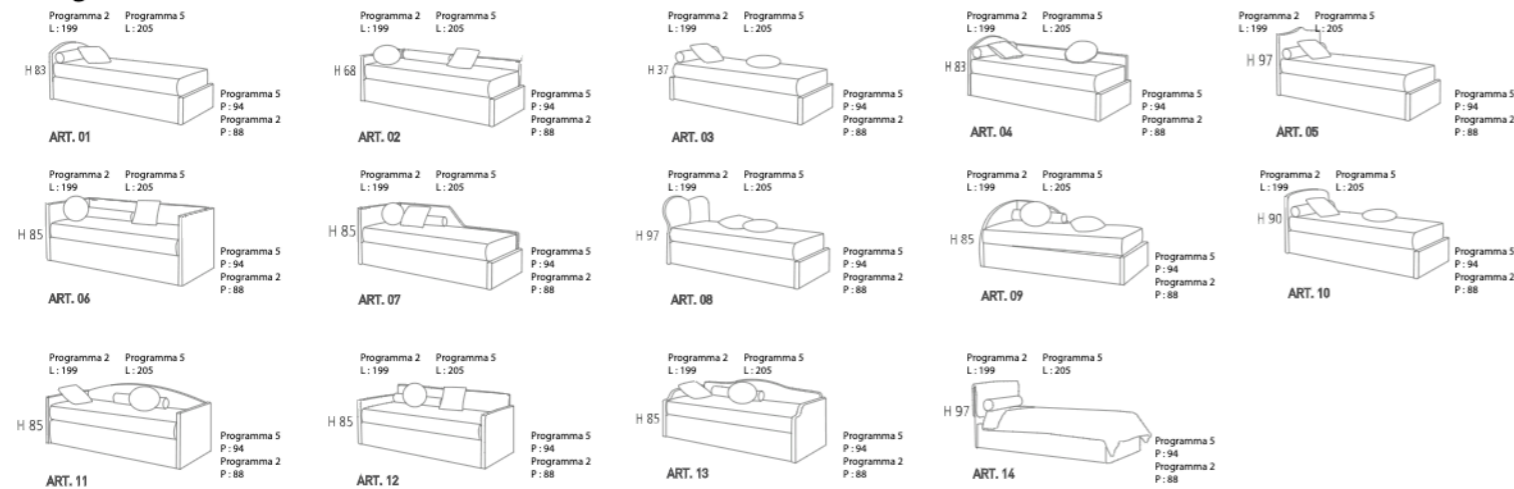 Programma 2 Programma 5
L : 199 L : 205
H 83
Programma 5
P : 94
Programma 2
P : 88
ART. 01
Programma 2 Programma 5
L : 199 L : 205
H 68
Programma 5
P : 94
Programma 2
P : 88
ART. 02
Programma 2 Programma 5
L : 199 L : 205
H 37
Programma 5
P : 94
Programma 2
P : 88
ART. 03
Programma 2 Programma 5
L : 199 L : 205
H 83
Programma 5
P : 94
Programma 2
P : 88
ART. 04
Programma 2 Programma 5
L : 199 L : 205
H 97
Programma 5
P : 94
Programma 2
P : 88
ART. 05
Programma 2 Programma 5
L : 199 L : 205
H 85
Programma 5
P : 94
Programma 2
P : 88
ART. 06
Programma 2 Programma 5
L : 199 L : 205
H 85
Programma 5
P : 94
Programma 2
P : 88
ART. 07
Programma 2 Programma 5
L : 199 L : 205
H 97
Programma 5
P : 94
Programma 2
P : 88
ART. 08
Programma 2 Programma 5
L : 199 L : 205
H 85
Programma 5
P : 94
Programma 2
P : 88
ART. 09
Programma 2 Programma 5
L : 199 L : 205
H 90
Programma 5
P : 94
Programma 2
P : 88
ART. 10
Programma 2 Programma 5
L : 199 L : 205
H 85
Programma 5
P : 94
Programma 2
P : 88
ART. 11
Programma 2 Programma 5
L : 199 L : 205
H 85
Programma 5
P : 94
Programma 2
P : 88
ART. 12
Programma 2 Programma 5
L : 199 L : 205
H 85
Programma 5
P : 94
Programma 2
P : 88
ART. 13
Programma 2 Programma 5
L : 199 L : 205
H 97
Programma 5
P : 94
Programma 2
P : 88
ART. 14